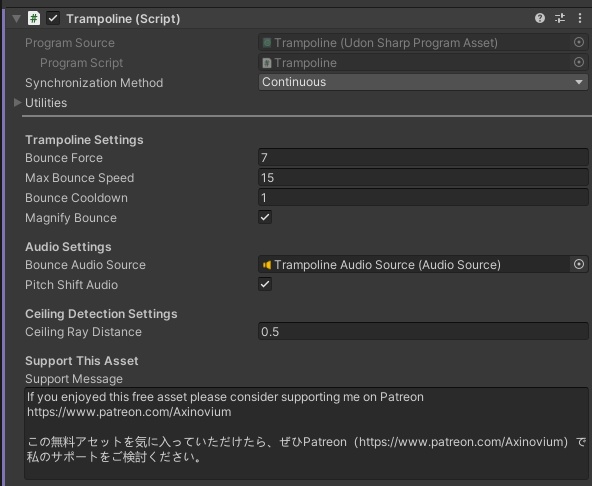 Trampoline (Script)
Program Source Trampoline (Udon Sharp Program Asset)
Program Script Trampoline
Synchronization Method Continuous
Utilities
Trampoline Settings
Bounce Force 7
Max Bounce Speed 15
Bounce Cooldown 1
Magnify Bounce
Audio Settings
Bounce Audio Source Trampoline Audio Source (Audio Source)
Pitch Shift Audio
Ceiling Detection Settings
Ceiling Ray Distance 0.5
Support This Asset
Support Message
If you enjoyed this free asset please consider supporting me on Patreon
https://www.patreon.com/Axinovium
この無料アセットを気に入っていただけたら、ぜひPatreon（https://www.patreon.com/Axinovium）で
私のサポートをご検討ください。